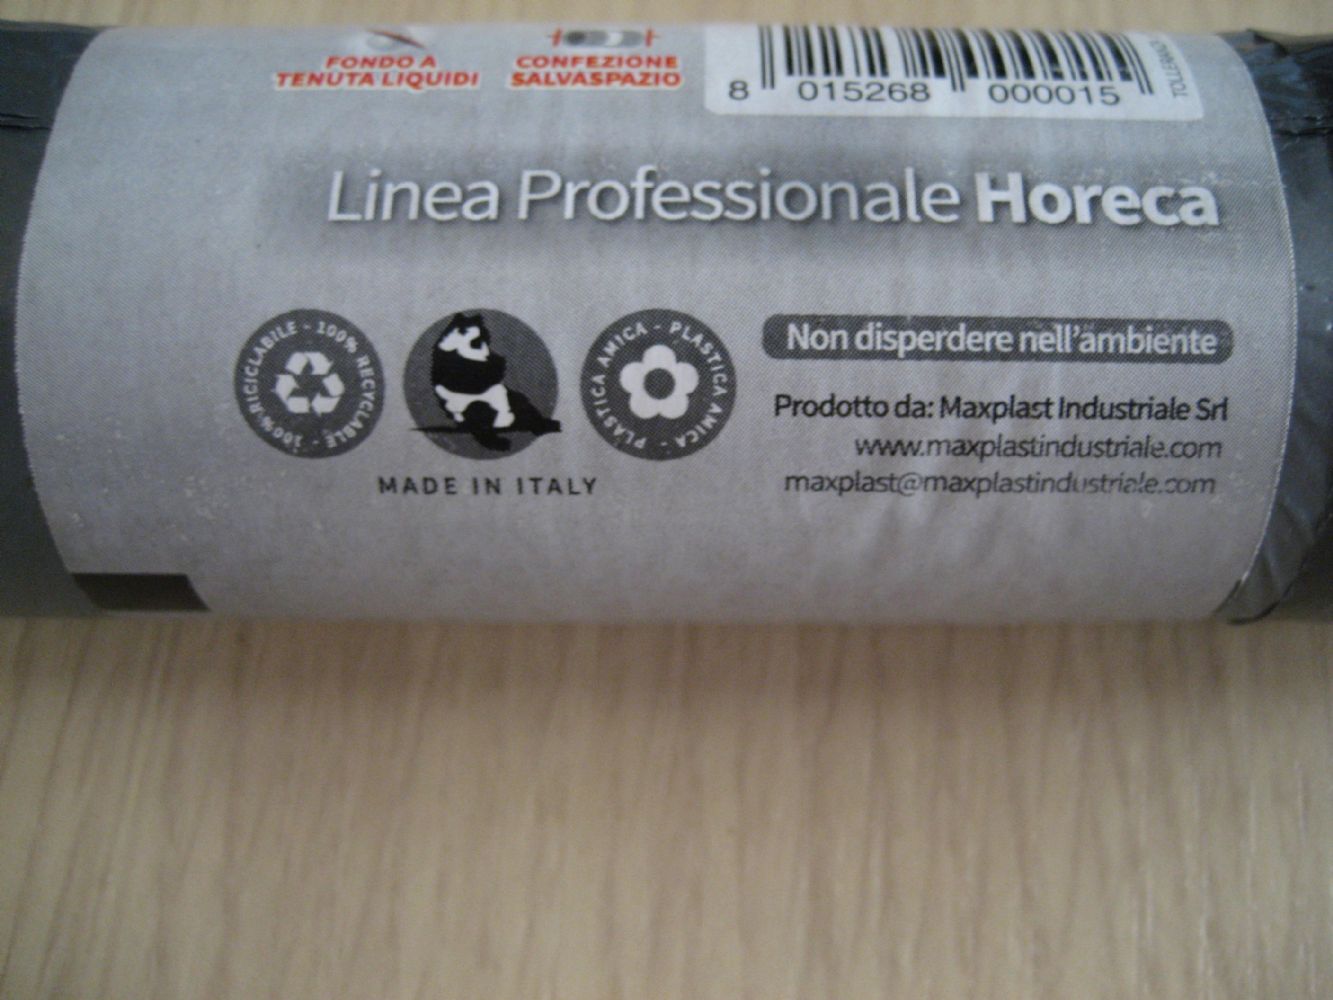 FONDO A
TENUTA LIQUIDI
CONFEZIONE
SALVASPAZIO
8 015268 000015
Linea Professionale Horeca
100% RICICLABILE - 100% RECYCLABLE -
PLASTICA AMICA - PLASTICA AMICA -
MADE IN ITALY
Non disperdere nell'ambiente
Prodotto da: Maxplast Industriale Srl
www.maxplastindustriale.com
maxplast@maxplastindustriale.com